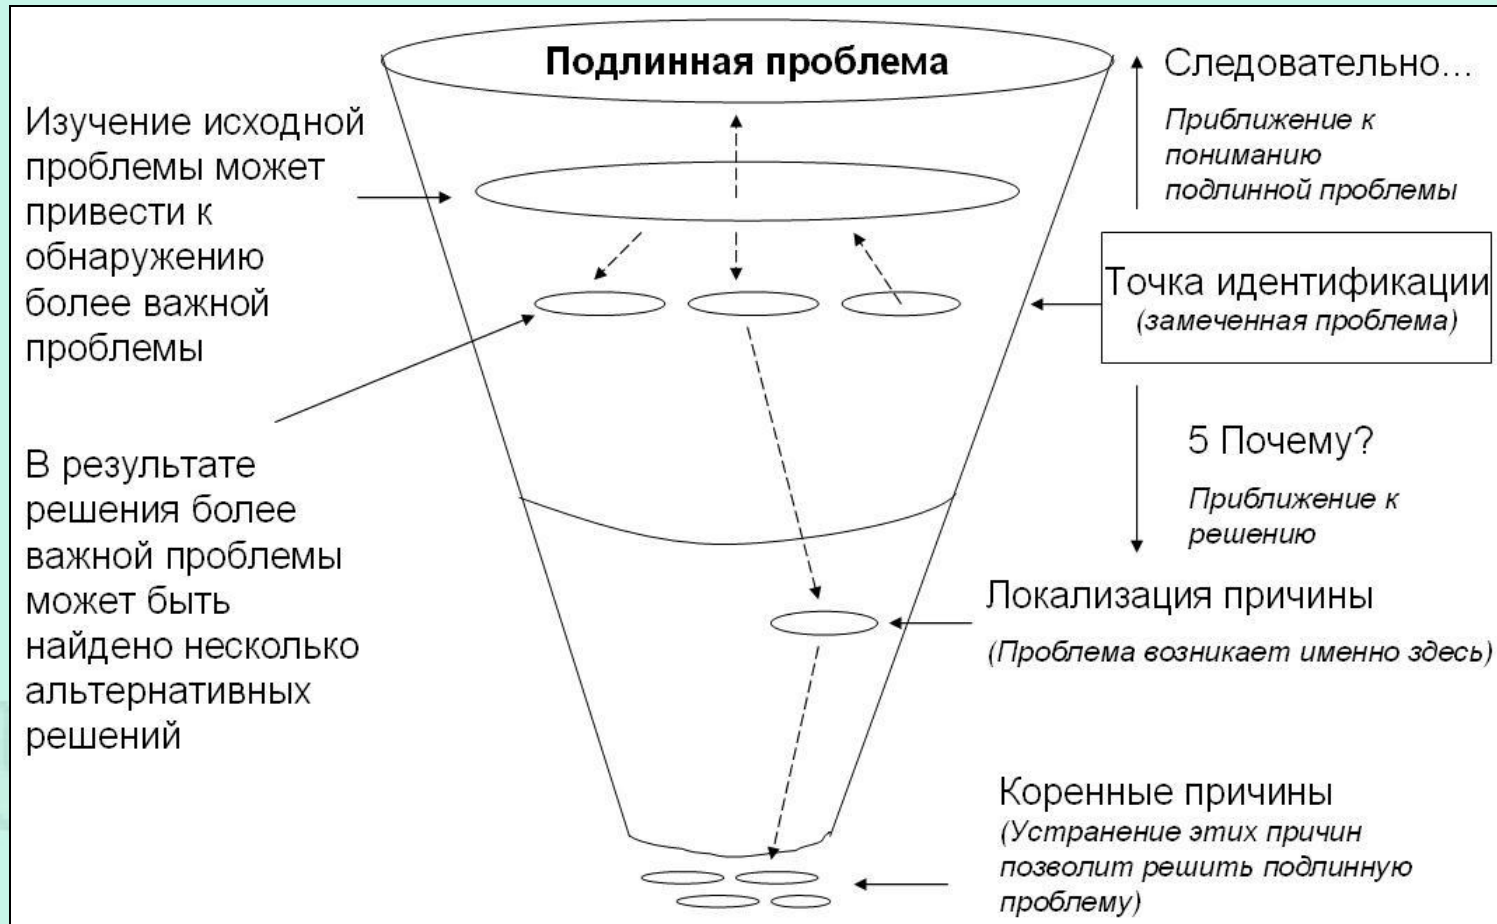 Подлинная проблема
Изучение исходной
проблемы может
привести к
обнаружению
более важной
проблемы
В результате
решения более
важной проблемы
может быть
найдено несколько
альтернативных
решений
Следовательно...
Приближение к
пониманию
подлинной проблемы
Точка идентификации
(замеченная проблема)
5 Почему?
Приближение к
решению
Локализация причины
(Проблема возникает именно здесь)
Коренные причины
(Устранение этих причин
позволит решить подлинную
проблему)